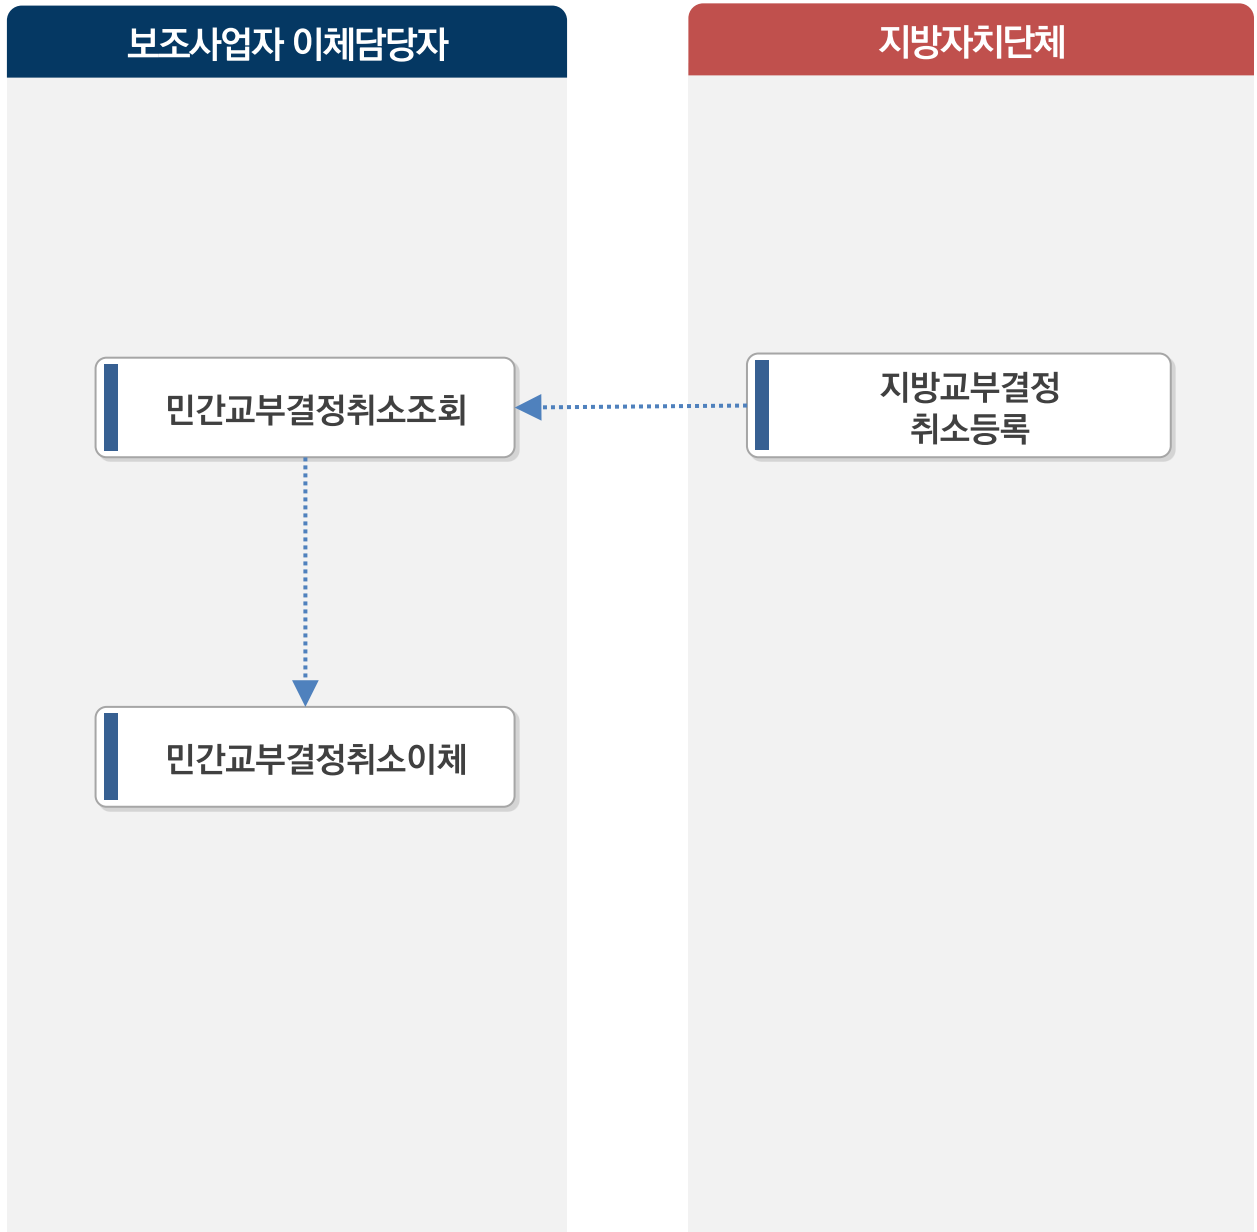 보조사업자 이체담당자
지방자치단체
민간교부결정취소조회
지방교부결정
취소등록
민간교부결정취소이체